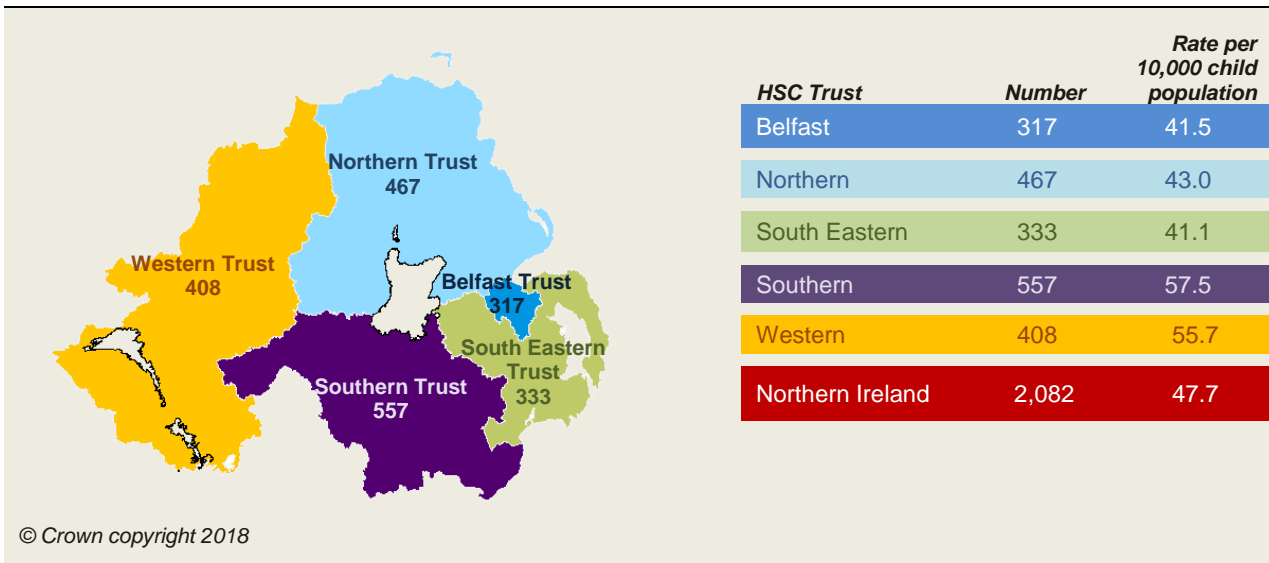 Northern Trust
467
Western Trust
408
Belfast Trust
317
South Eastern
Trust
333
Southern Trust
557
© Crown copyright 2018
HSC Trust Number Rate per 10,000 child population
Belfast 317 41.5
Northern 467 43.0
South Eastern 333 41.1
Southern 557 57.5
Western 408 55.7
Northern Ireland 2,082 47.7